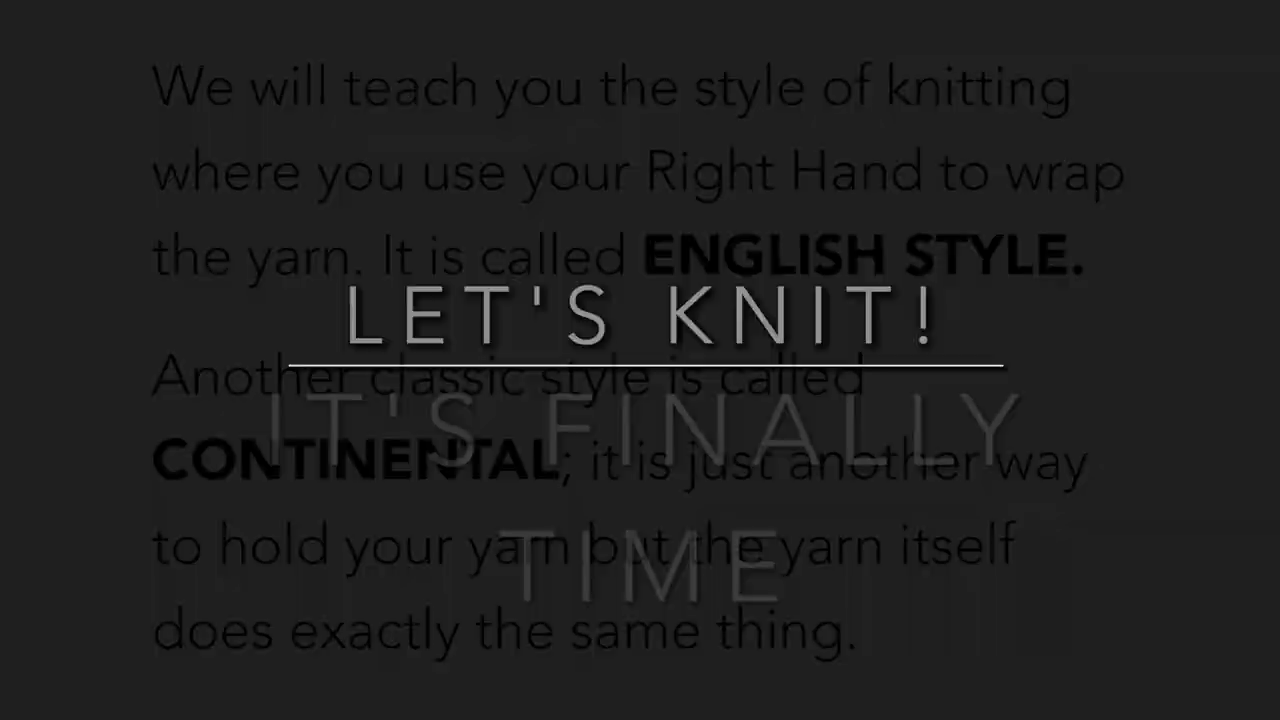 We will teach you the style of knitting
where you use your Right Hand to wrap
the yarn. It is called ENGLISH STYLE.
LET'S KNIT!
Another classic style is called
IT'S FINALLY
CONTINENTAL; it is just another way
to hold your yarn but the yarn itself
TIME
does exactly the same thing.